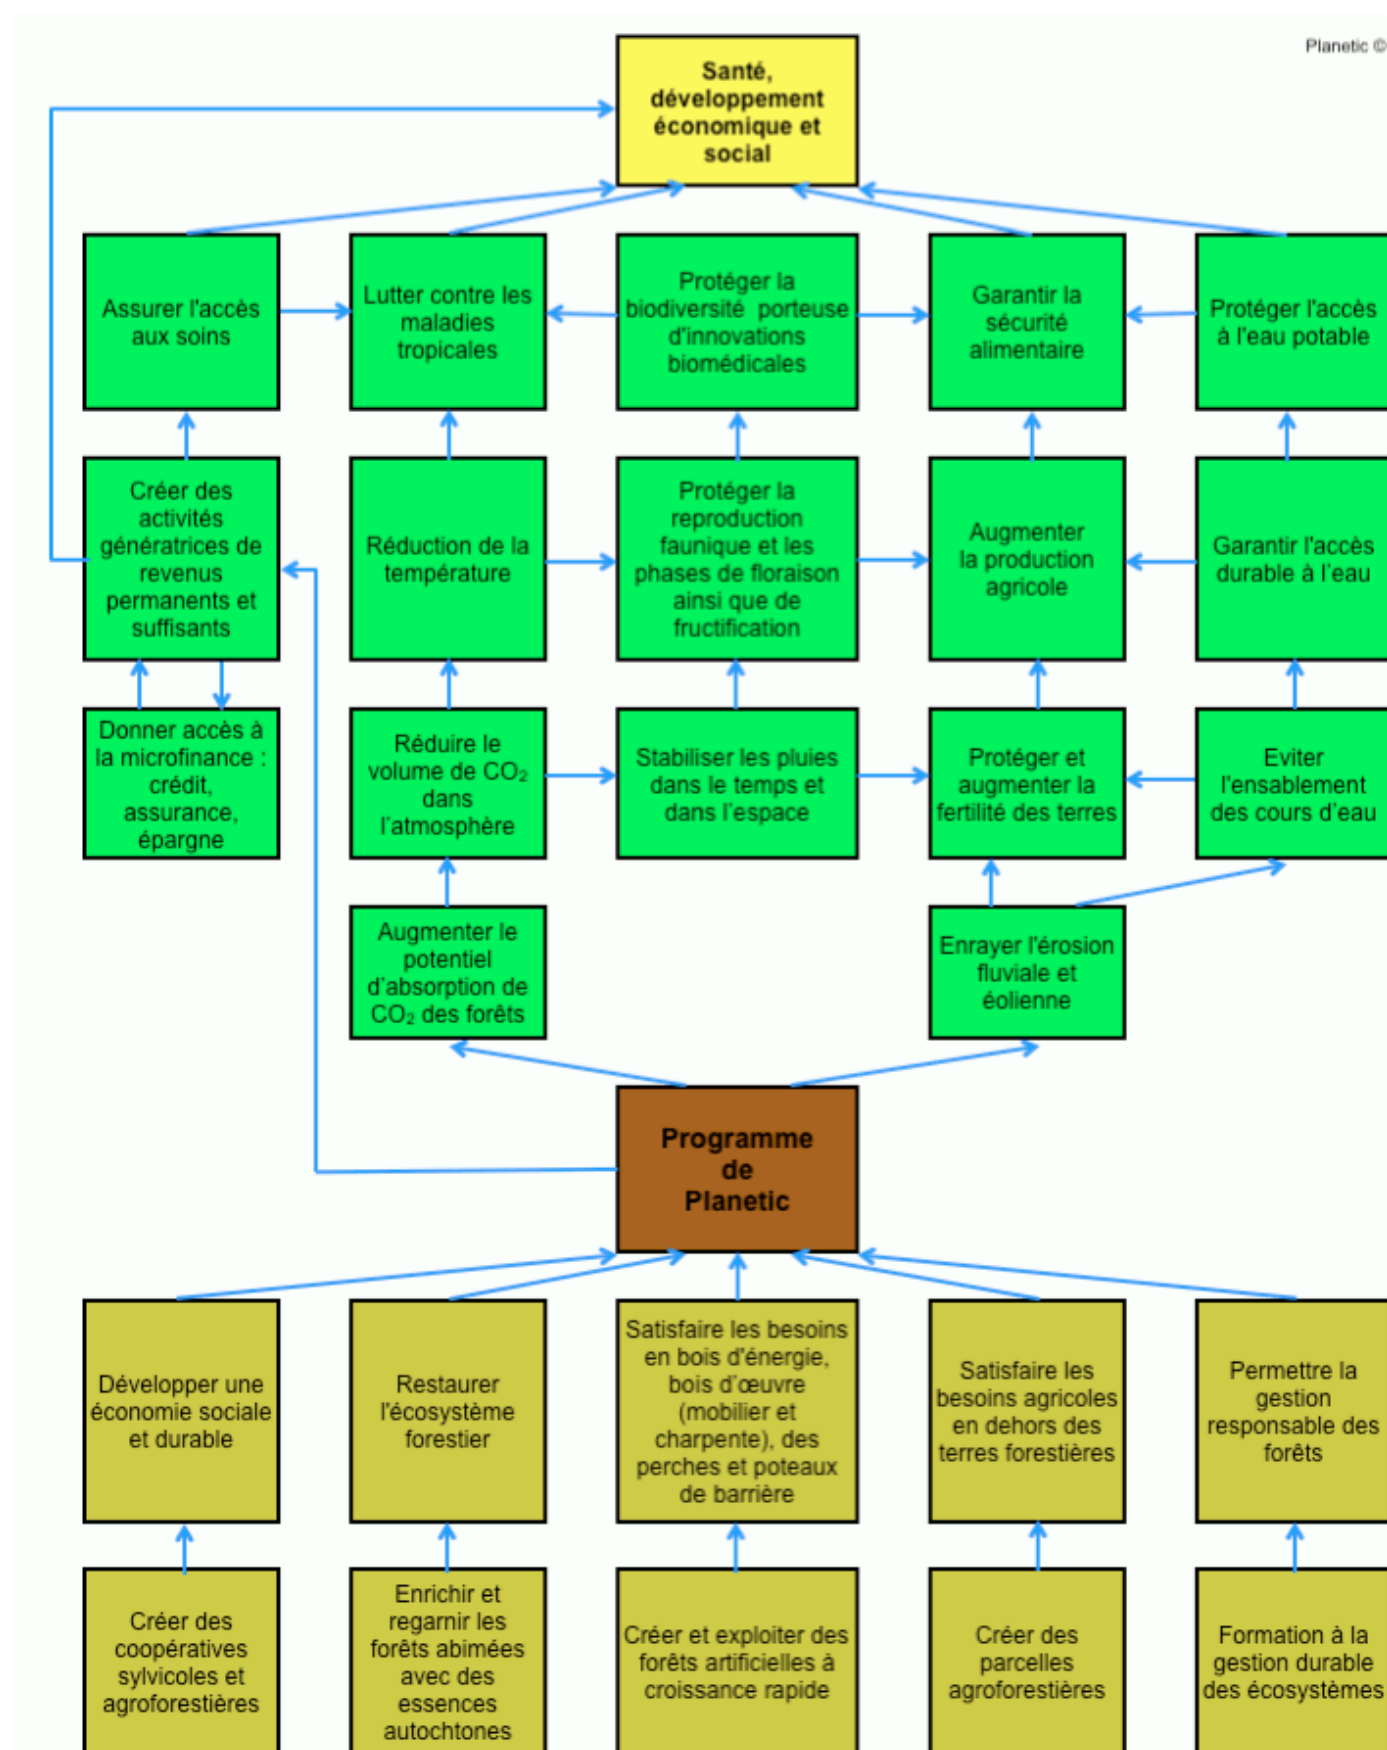 Planetic ©
Santé,
développement
économique et
social
Assurer l'accès
aux soins
Lutter contre les
maladies
tropicales
Protéger la
biodiversité porteuse
d'innovations
biomédicales
Garantir la
sécurité
alimentaire
Protéger l'accès
à l'eau potable
Créer des
activités
génératrices de
revenus
permanents et
suffisants
Réduction de la
température
Protéger la
reproduction
faunique et les
phases de floraison
ainsi que de
fructification
Augmenter
la production
agricole
Garantir l'accès
durable à l'eau
Donner accès à
la microfinance :
crédit,
assurance,
épargne
Réduire le
volume de CO₂
dans
l'atmosphère
Stabiliser les pluies
dans le temps et
dans l'espace
Protéger et
augmenter la
fertilité des terres
Eviter
l'ensablement
des cours d'eau
Augmenter le
potentiel
d'absorption de
CO₂ des forêts
Enrayer l'érosion
fluviale et
éolienne
Programme
de
Planetic
Développer une
économie sociale
et durable
Restaurer
l'écosystème
forestier
Satisfaire les besoins
en bois d'énergie,
bois d'œuvre
(mobilier et
charpente), des
perches et poteaux
de barrière
Satisfaire les
besoins agricoles
en dehors des
terres forestières
Permettre la
gestion
responsable des
forêts
Créer des
coopératives
sylvicoles et
agroforestières
Enrichir et
regarnir les
forêts abimées
avec des
essences
autochtones
Créer et exploiter des
forêts artificielles à
croissance rapide
Créer des
parcelles
agroforestières
Formation à la
gestion durable
des écosystèmes